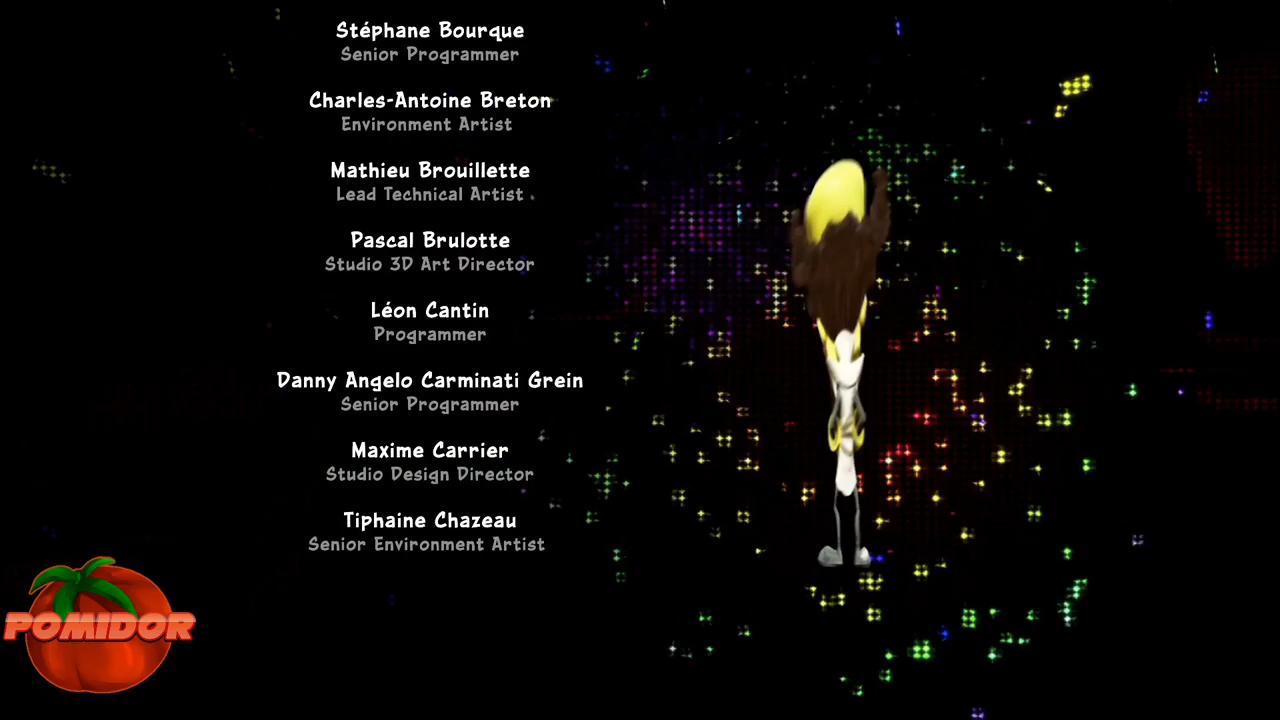 Stéphane Bourque
Senior Programmer
Charles-Antoine Breton
Environment Artist
Mathieu Brouillette
Lead Technical Artist
Pascal Brulotte
Studio 3D Art Director
Léon Cantin
Programmer
Danny Angelo Carminati Grein
Senior Programmer
Maxime Carrier
Studio Design Director
Tiphaine Chazeau
Senior Environment Artist
POMIDOR